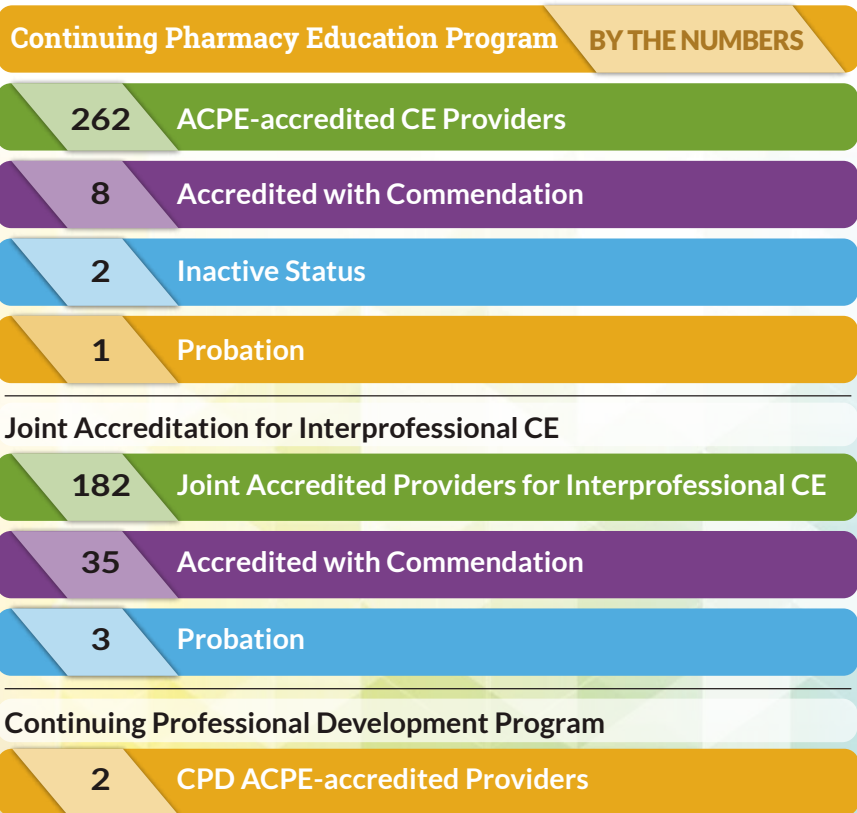 Continuing Pharmacy Education Program BY THE NUMBERS
262 ACPE-accredited CE Providers
8 Accredited with Commendation
2 Inactive Status
1 Probation
Joint Accreditation for Interprofessional CE
182 Joint Accredited Providers for Interprofessional CE
35 Accredited with Commendation
3 Probation
Continuing Professional Development Program
2 CPD ACPE-accredited Providers